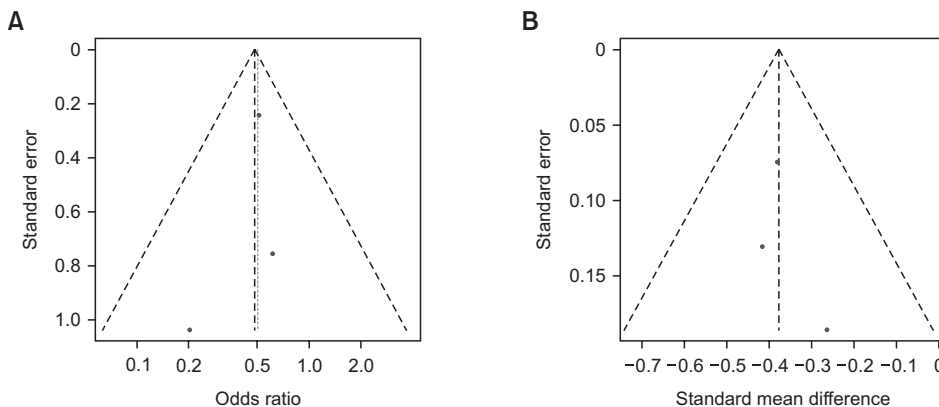 A
0
0.2
0.4
0.6
0.8
1.0
Standard error
0.1 0.2 0.5 1.0 2.0
Odds ratio
B
0
0.05
0.10
0.15
Standard error
−0.7 −0.6 −0.5 −0.4 −0.3 −0.2 −0.1 0
Standard mean difference